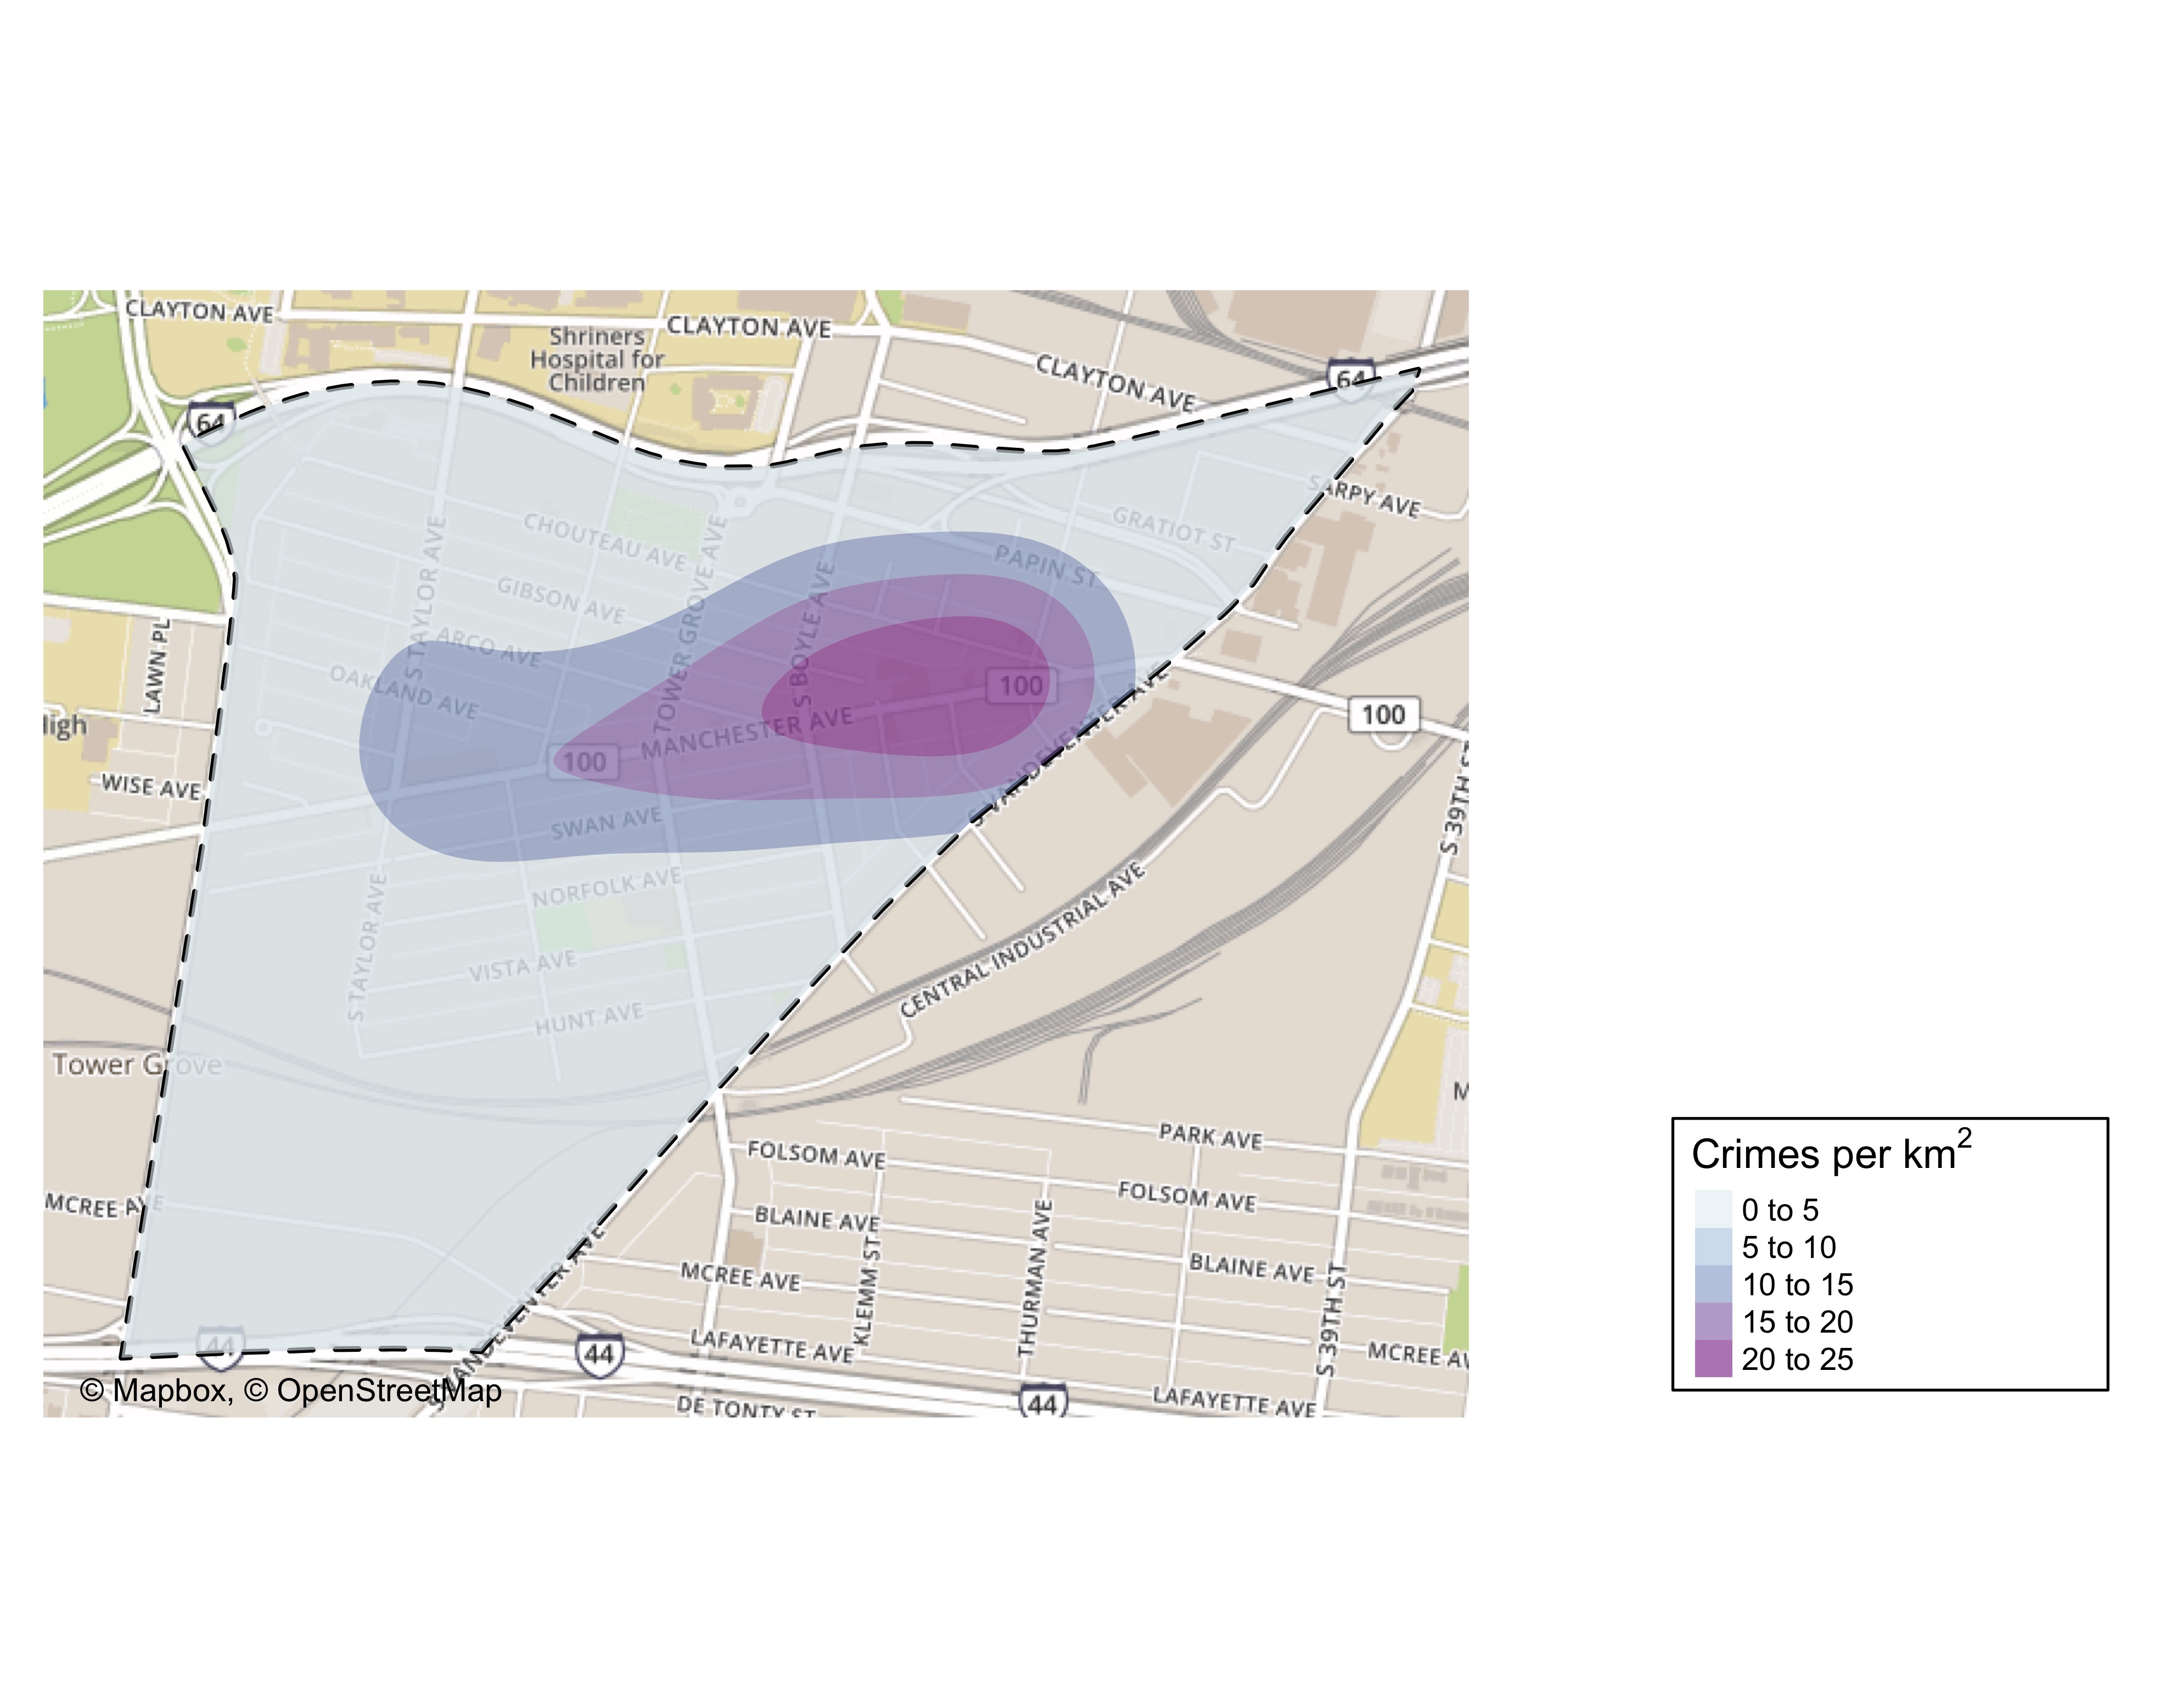 CLAYTON AVE
Shriners
Hospital for
Children
CLAYTON AVE
CLAYTON AVE
64
64
SARPY AVE
GRATIOT ST
CHOUTEAU AVE
PAPIN ST
S TAYLOR AVE
GIBSON AVE
TOWER GROVE AVE
S BOYLE AVE
ARCO AVE
OAKLAND AVE
LAWN PL
High
100
100
100
MANCHESTER AVE
S VANDEVENTER AVE
WISE AVE
SWAN AVE
S 39TH ST
NORFOLK AVE
S TAYLOR AVE
VISTA AVE
HUNT AVE
CENTRAL INDUSTRIAL AVE
Tower Grove
M
PARK AVE
FOLSOM AVE
FOLSOM AVE
MCREE AVE
BLAINE AVE
BLAINE AVE
KLEMM ST
THURMAN AVE
S 39TH ST
MCREE AVE
S VANDEVENTER AVE
LAFAYETTE AVE
MCREE AV
44
44
44
LAFAYETTE AVE
DE TONTY ST
© Mapbox, © OpenStreetMap
Crimes per km2
0 to 5
5 to 10
10 to 15
15 to 20
20 to 25